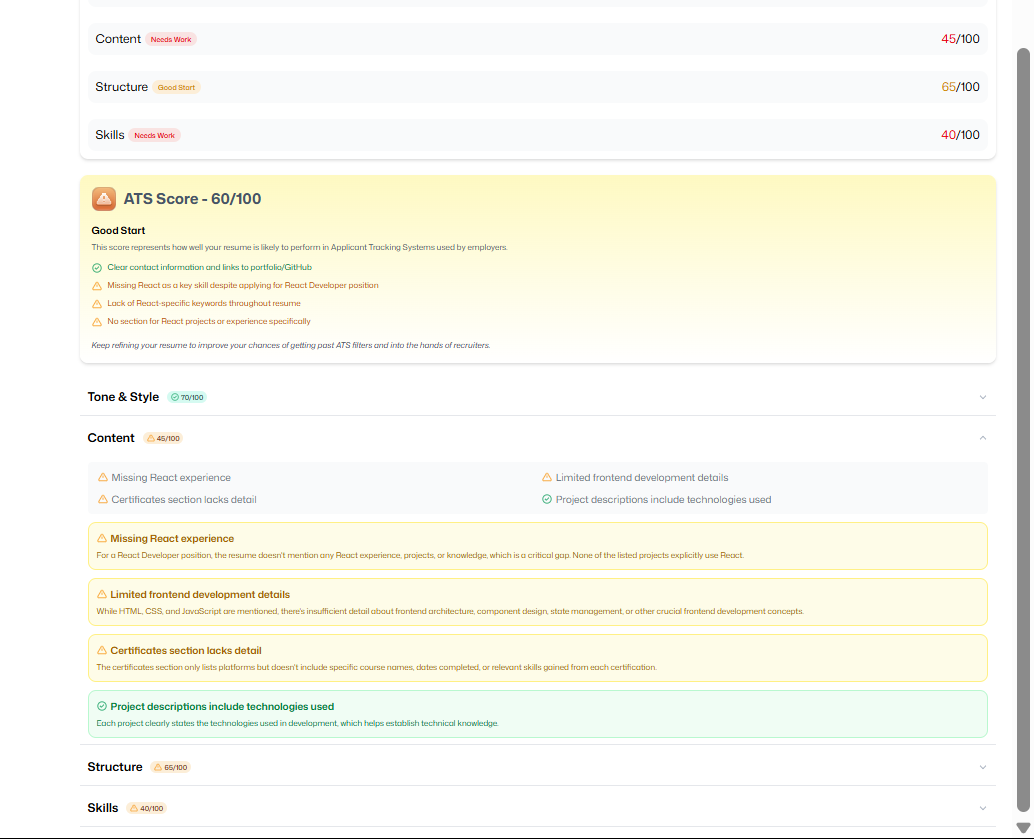 Content Needs Work 45/100
Structure Good Start 65/100
Skills Needs Work 40/100
ATS Score - 60/100
Good Start
This score represents how well your resume is likely to perform in Applicant Tracking Systems used by employers.
Clear contact information and links to portfolio/GitHub
Missing React as a key skill despite applying for React Developer position
Lack of React-specific keywords throughout resume
No section for React projects or experience specifically
Keep refining your resume to improve your chances of getting past ATS filters and into the hands of recruiters.
Tone & Style 70/100
Content 45/100
Missing React experience Limited frontend development details
Certificates section lacks detail Project descriptions include technologies used
Missing React experience
For a React Developer position, the resume doesn't mention any React experience, projects, or knowledge, which is a critical gap. None of the listed projects explicitly use React.
Limited frontend development details
While HTML, CSS, and JavaScript are mentioned, there's insufficient detail about frontend architecture, component design, state management, or other crucial frontend development concepts.
Certificates section lacks detail
The certificates section only lists platforms but doesn't include specific course names, dates completed, or relevant skills gained from each certification.
Project descriptions include technologies used
Each project clearly states the technologies used in development, which helps establish technical knowledge.
Structure 65/100
Skills 40/100